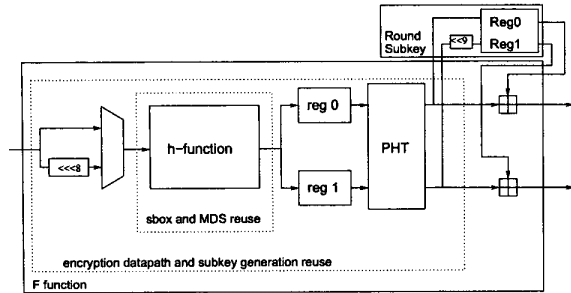 Reg0
Round
Subkey
<<9
Reg1
reg 0
h-function
PHT
<<<8
reg 1
sbox and MDS reuse
encryption datapath and subkey generation reuse
F function